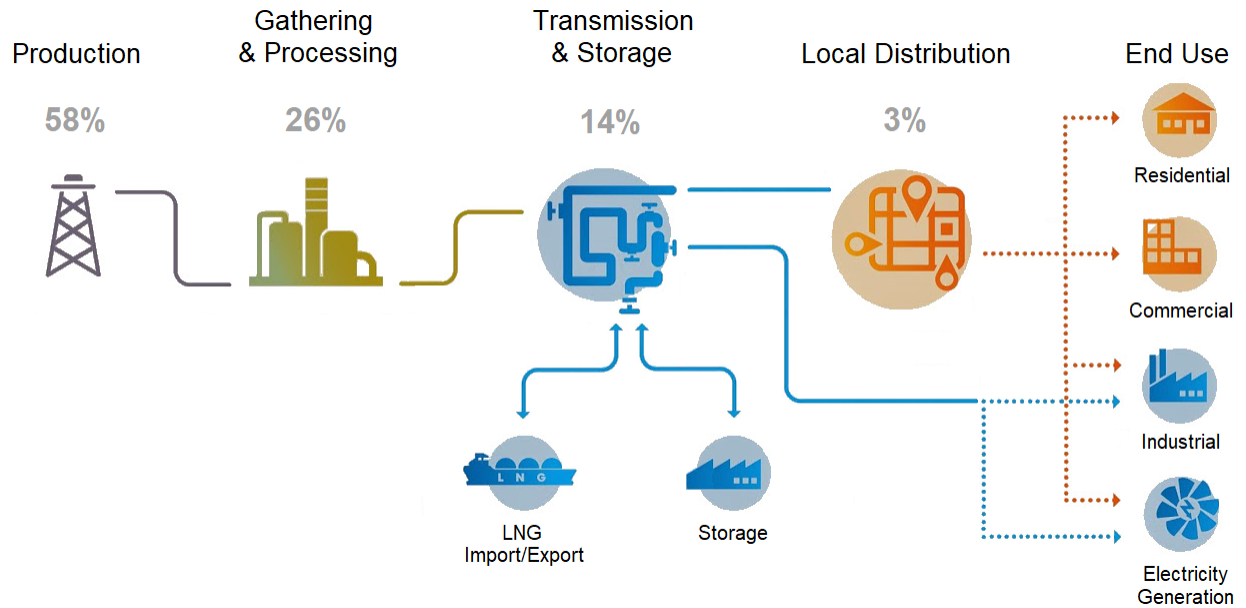 Production
Gathering
& Processing
Transmission
& Storage
Local Distribution
End Use
58%
26%
14%
3%
Residential
Commercial
Industrial
LNG
LNG
Import/Export
Storage
Electricity
Generation